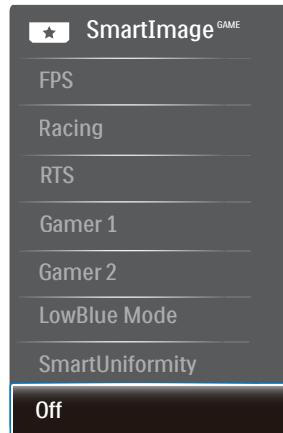 SmartImage GAME
FPS
Racing
RTS
Gamer 1
Gamer 2
LowBlue Mode
SmartUniformity
Off